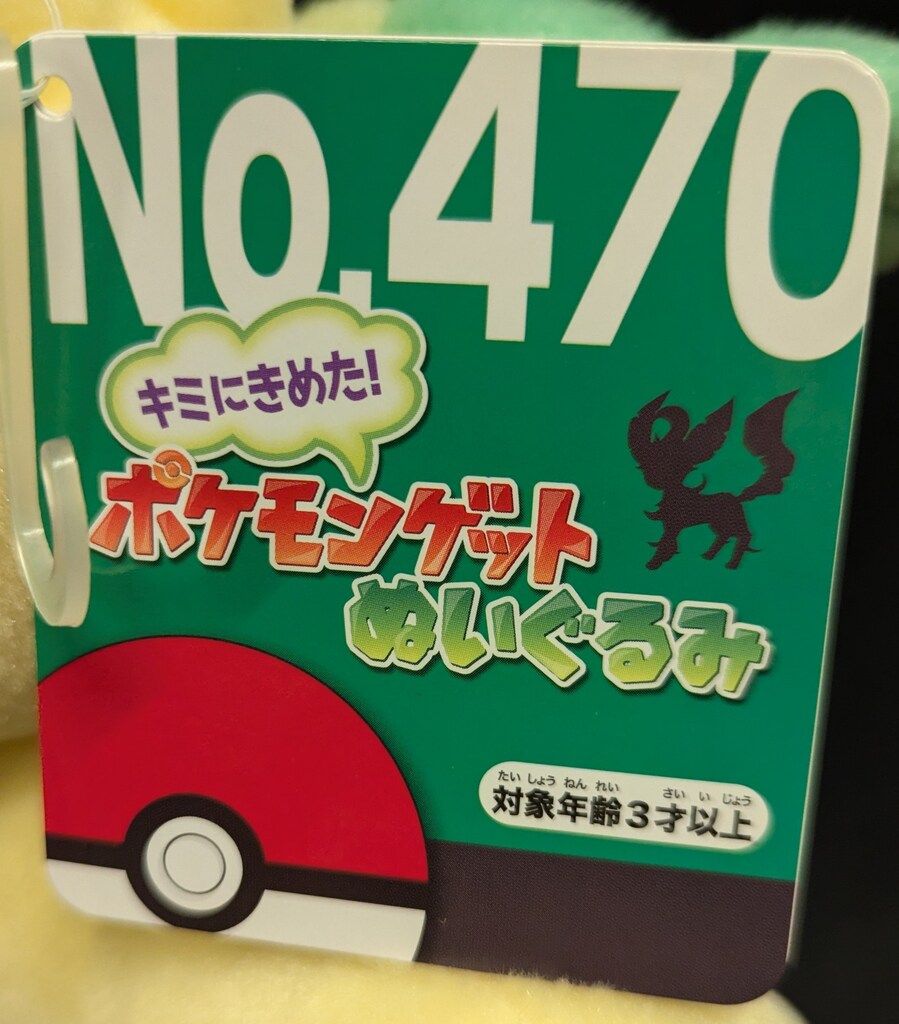 No.470
キミにきめた!
ポケモンゲット
ぬいぐるみ
たいしょうねんれい さいいじょう
対象年齢3才以上